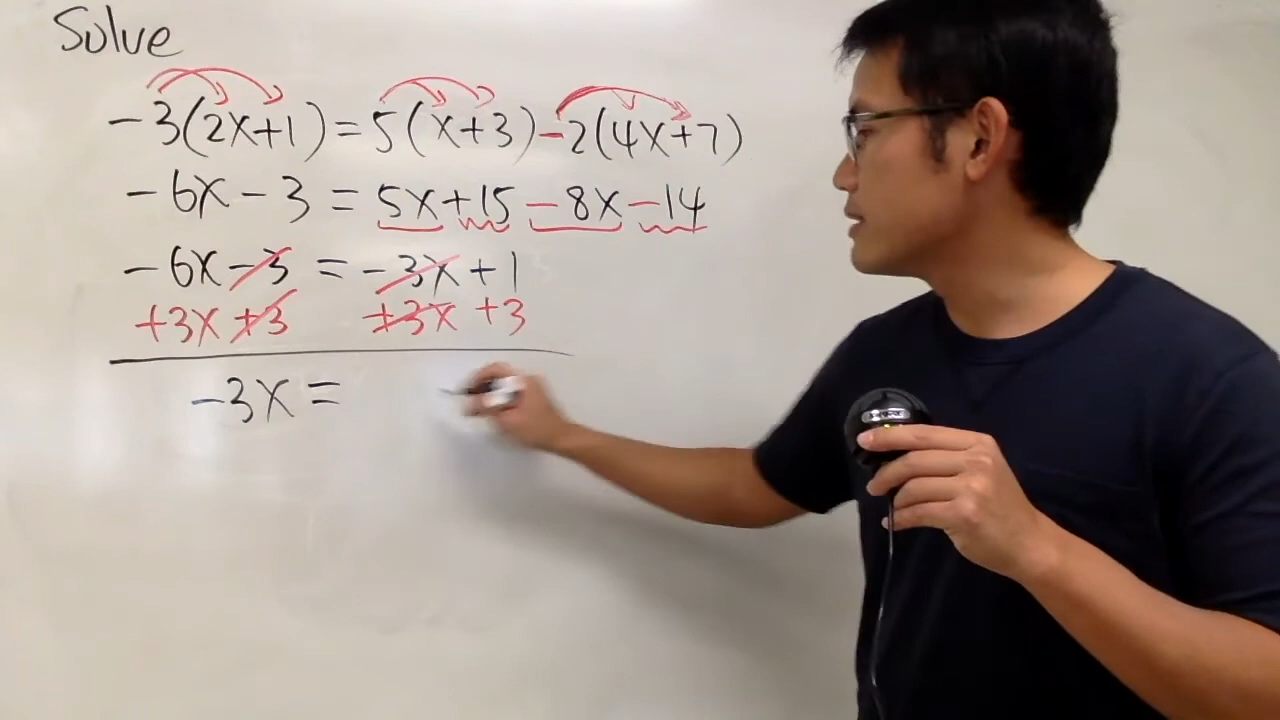 Solve
-3(2x+1)=5(x+3)-2(4x+7)
-6x-3=5x+15-8x-14
-6x-3=-3x+1
+3x+3 +3x+3
-3x=